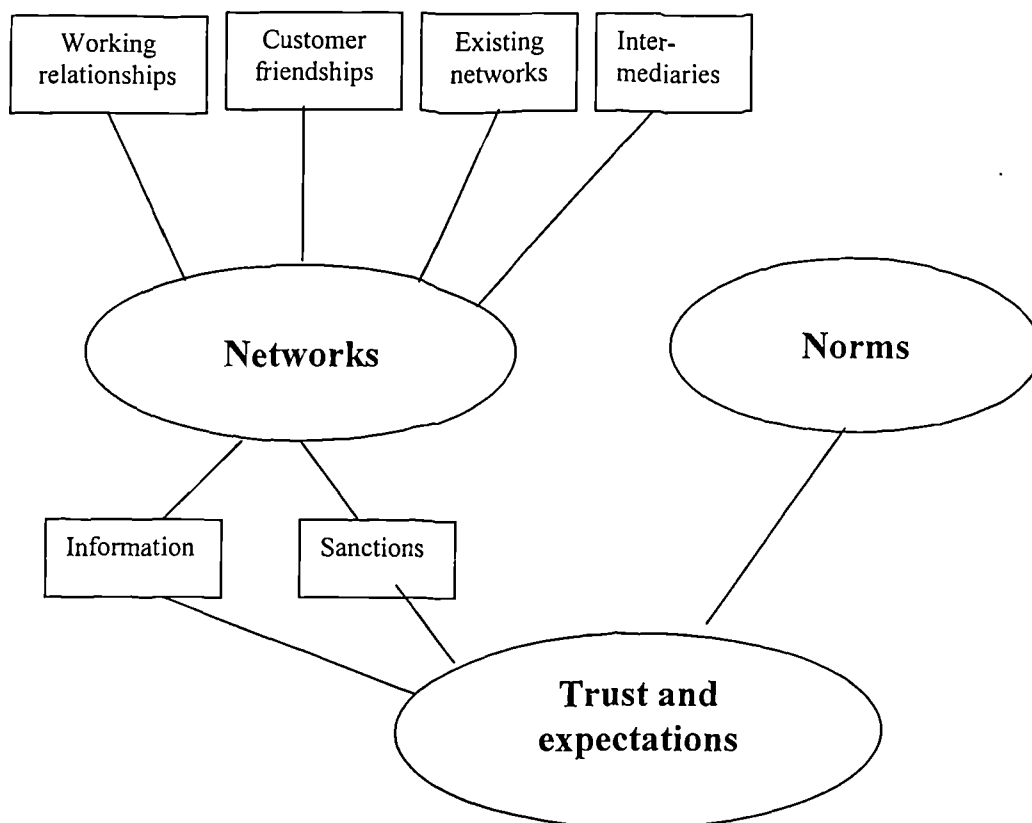 Working
relationships
Customer
friendships
Existing
networks
Inter-
mediaries
Networks
Norms
Information
Sanctions
Trust and
expectations